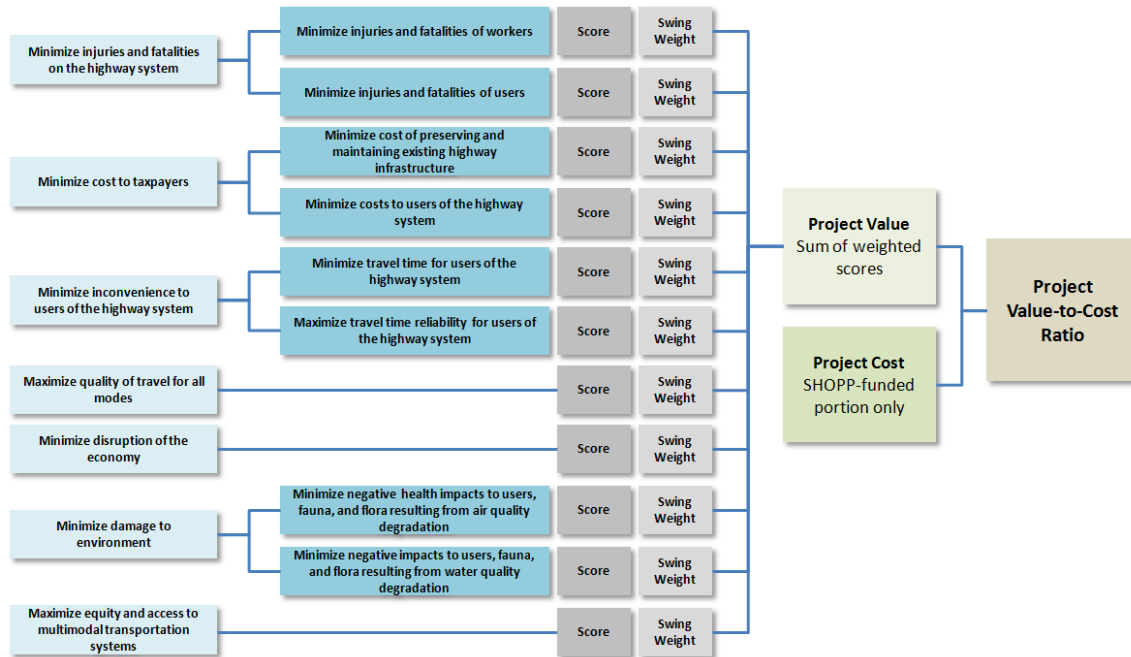 Minimize injuries and fatalities
on the highway system
Minimize injuries and fatalities of workers
Score
Swing
Weight
Minimize injuries and fatalities of users
Score
Swing
Weight
Minimize cost to taxpayers
Minimize cost of preserving and
maintaining existing highway
infrastructure
Score
Swing
Weight
Minimize costs to users of the highway
system
Score
Swing
Weight
Minimize inconvenience to
users of the highway system
Minimize travel time for users of the
highway system
Score
Swing
Weight
Maximize travel time reliability for users of
the highway system
Score
Swing
Weight
Maximize quality of travel for all
modes
Score
Swing
Weight
Minimize disruption of the
economy
Score
Swing
Weight
Minimize damage to
environment
Minimize negative health impacts to users,
fauna, and flora resulting from air quality
degradation
Score
Swing
Weight
Minimize negative impacts to users, fauna,
and flora resulting from water quality
degradation
Score
Swing
Weight
Maximize equity and access to
multimodal transportation
systems
Score
Swing
Weight
Project Value
Sum of weighted
scores
Project Cost
SHOPP-funded
portion only
Project
Value-to-Cost
Ratio